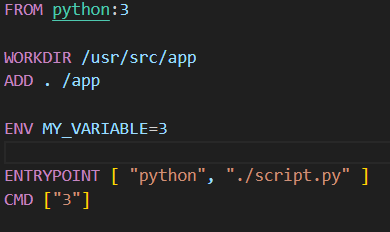 FROM python:3
WORKDIR /usr/src/app
ADD . /app
ENV MY_VARIABLE=3
ENTRYPOINT [ "python", "./script.py" ]
CMD ["3"]